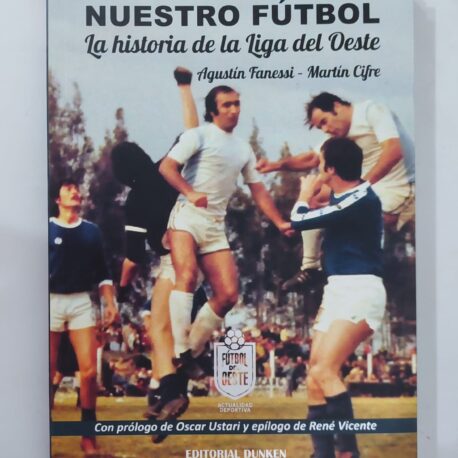 NUESTRO FÚTBOL
La historia de la Liga del Oeste
Agustín Fanessi - Martín Cifre
FÚTBOL
DE
OESTE
ACTUALIDAD
DEPORTIVA
Con prólogo de Oscar Ustari y epílogo de René Vicente
EDITORIAL DUNKEN